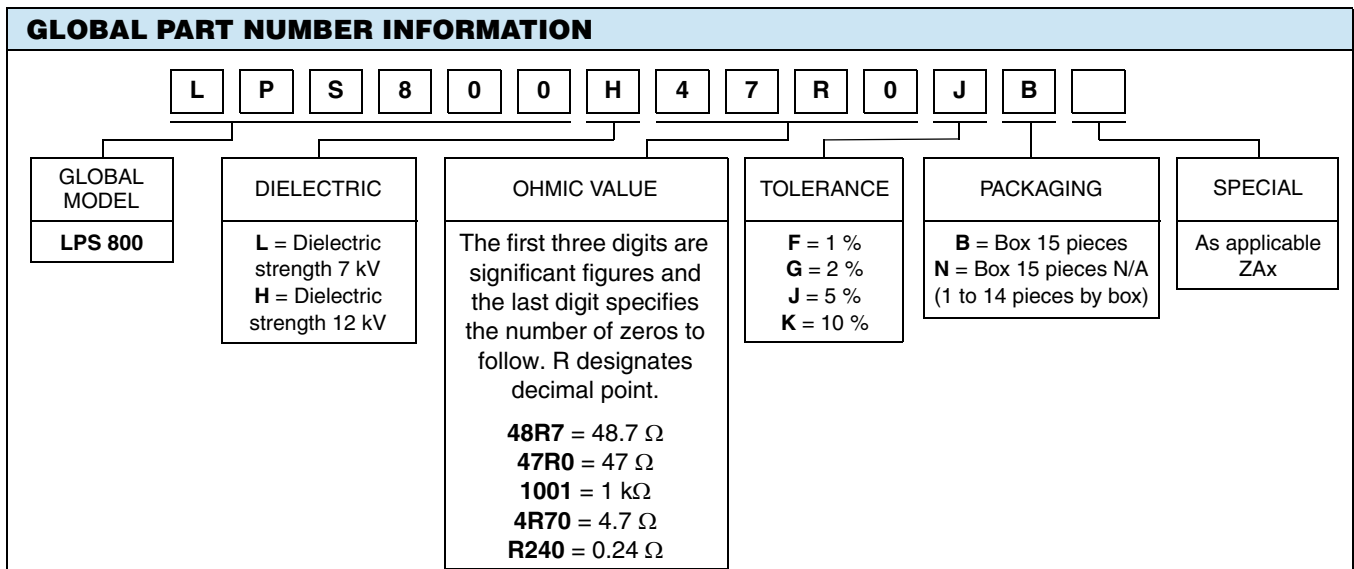 GLOBAL PART NUMBER INFORMATION
L P S 8 0 0 H 4 7 R 0 J B
GLOBAL
MODEL
LPS 800
DIELECTRIC
L = Dielectric
strength 7 kV
H = Dielectric
strength 12 kV
OHMIC VALUE
The first three digits are
significant figures and
the last digit specifies
the number of zeros to
follow. R designates
decimal point.
48R7 = 48.7 Ω
47R0 = 47 Ω
1001 = 1 kΩ
4R70 = 4.7 Ω
R240 = 0.24 Ω
TOLERANCE
F = 1 %
G = 2 %
J = 5 %
K = 10 %
PACKAGING
B = Box 15 pieces
N = Box 15 pieces N/A
(1 to 14 pieces by box)
SPECIAL
As applicable
ZAx